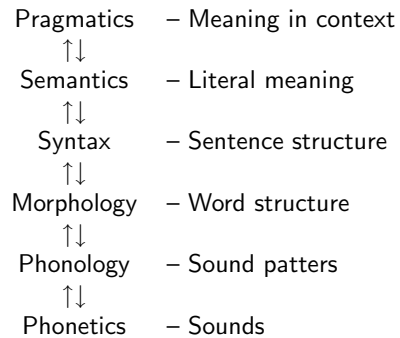 Pragmatics – Meaning in context
↑↓
Semantics – Literal meaning
↑↓
Syntax – Sentence structure
↑↓
Morphology – Word structure
↑↓
Phonology – Sound patters
↑↓
Phonetics – Sounds